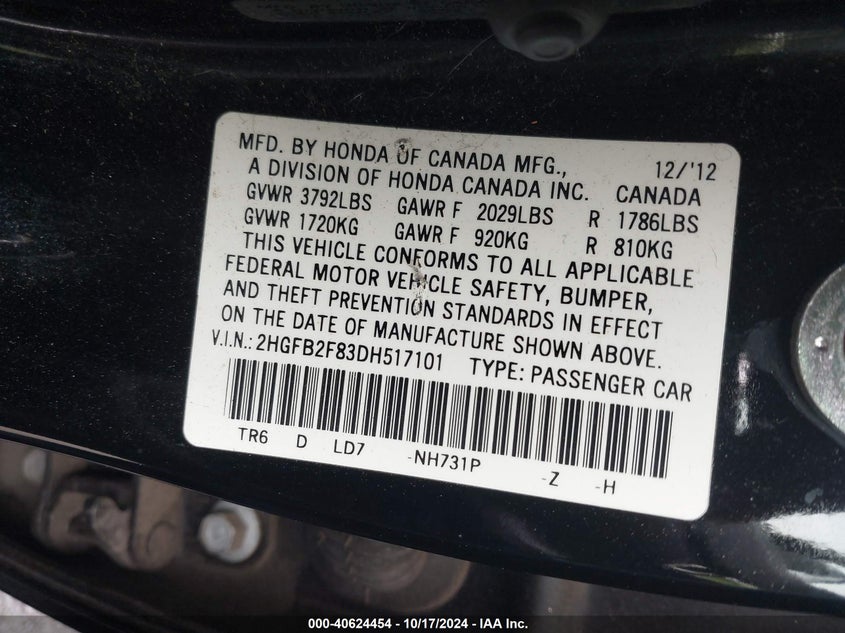 MFD. BY HONDA OF CANADA MFG., 12/'12
A DIVISION OF HONDA CANADA INC. CANADA
GVWR 3792LBS GAWR F 2029LBS R 1786LBS
GVWR 1720KG GAWR F 920KG R 810KG
THIS VEHICLE CONFORMS TO ALL APPLICABLE
FEDERAL MOTOR VEHICLE SAFETY, BUMPER,
AND THEFT PREVENTION STANDARDS IN EFFECT
ON THE DATE OF MANUFACTURE SHOWN ABOVE.
V.I.N.: 2HGFB2F83DH517101 TYPE: PASSENGER CAR
TR6 D LD7 -NH731P -Z -H
000-40624454 - 10/17/2024 - IAA Inc.